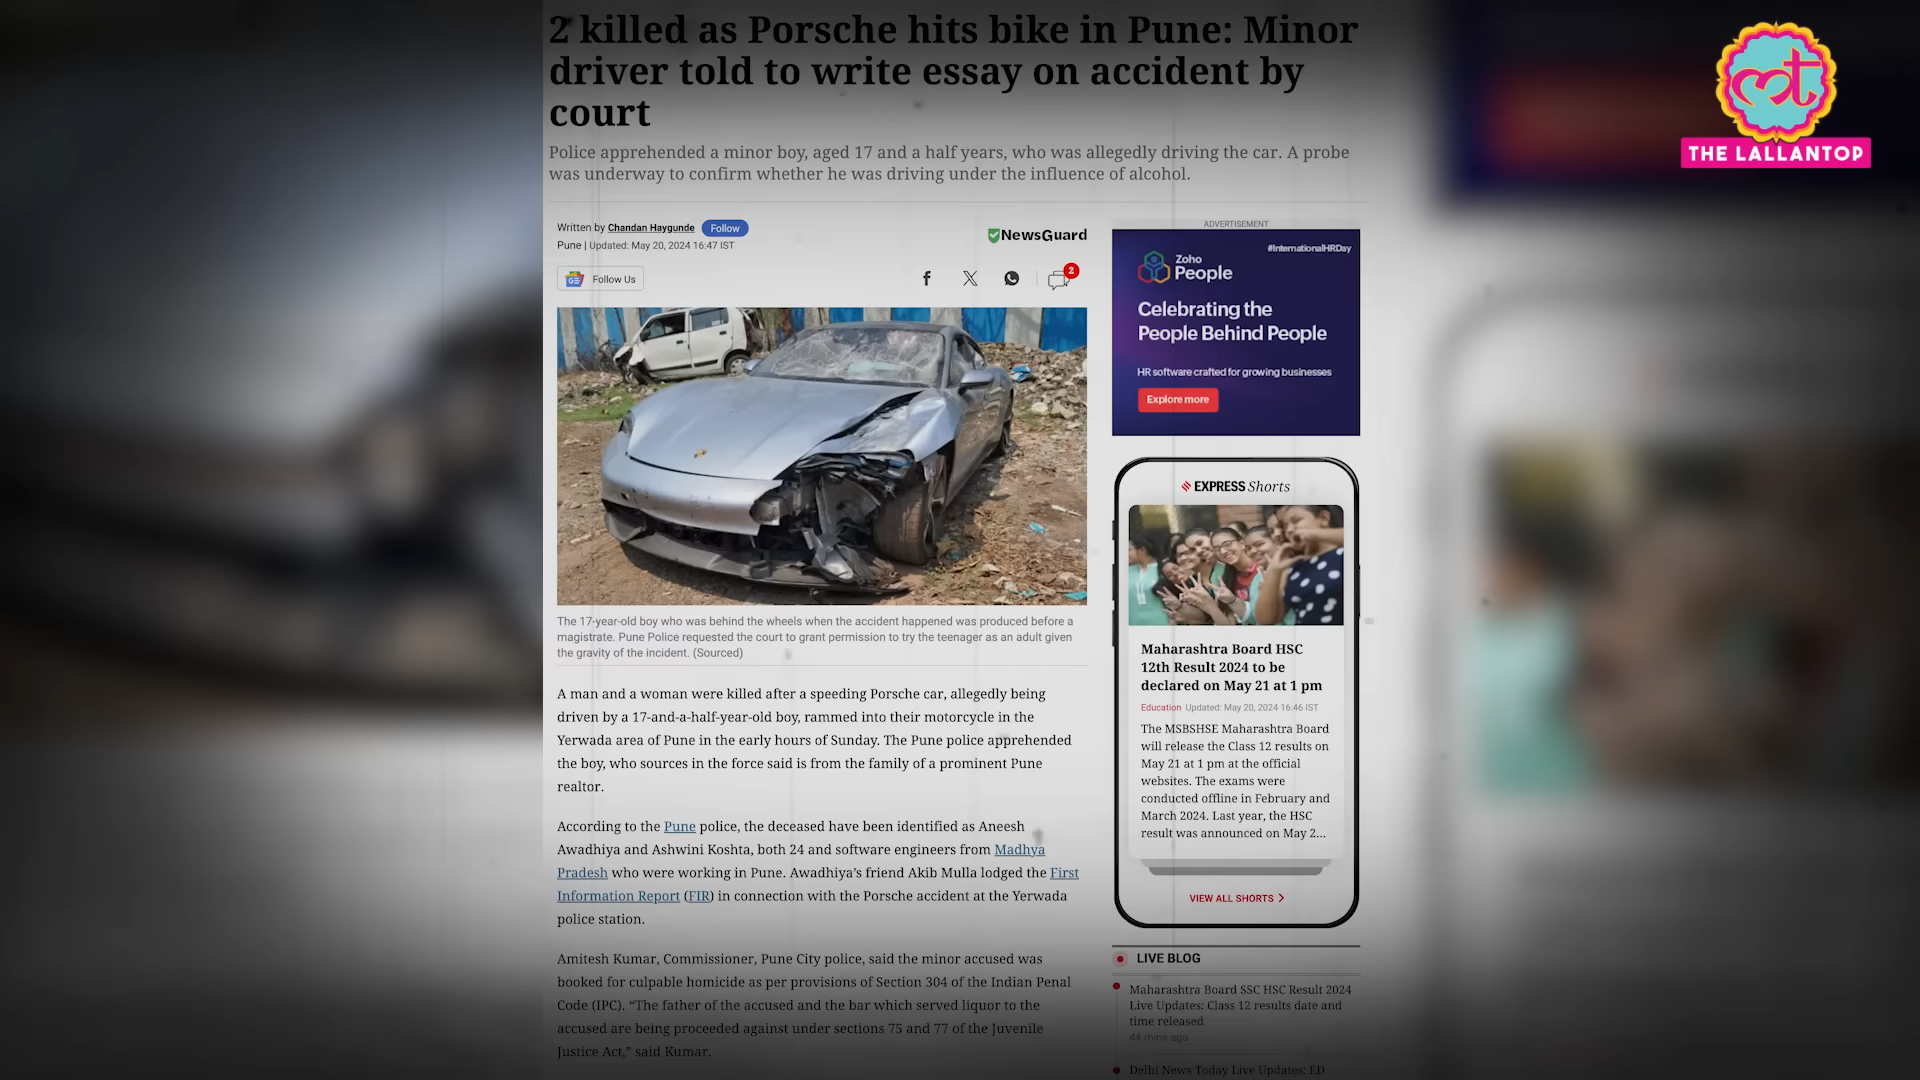 2 killed as Porsche hits bike in Pune: Minor
driver told to write essay on accident by
court
Police apprehended a minor boy, aged 17 and a half years, who was allegedly driving the car. A probe
was underway to confirm whether he was driving under the influence of alcohol.
Written by Chandan Haygunde Follow
Pune | Updated: May 20, 2024 16:47 IST
NewsGuard
Follow Us
2
The 17-year-old boy who was behind the wheels when the accident happened was produced before a
magistrate. Pune Police requested the court to grant permission to try the teenager as an adult given
the gravity of the incident. (Sourced)
A man and a woman were killed after a speeding Porsche car, allegedly being
driven by a 17-and-a-half-year-old boy, rammed into their motorcycle in the
Yerwada area of Pune in the early hours of Sunday. The Pune police apprehended
the boy, who sources in the force said is from the family of a prominent Pune
realtor.
According to the Pune police, the deceased have been identified as Aneesh
Awadhiya and Ashwini Koshta, both 24 and software engineers from Madhya
Pradesh who were working in Pune. Awadhiya’s friend Akib Mulla lodged the First
Information Report (FIR) in connection with the Porsche accident at the Yerwada
police station.
Amitesh Kumar, Commissioner, Pune City police, said the minor accused was
booked for culpable homicide as per provisions of Section 304 of the Indian Penal
Code (IPC). “The father of the accused and the bar which served liquor to the
accused are being proceeded against under sections 75 and 77 of the Juvenile
Justice Act,” said Kumar.
ADVERTISEMENT
#InternationalHRDay
Zoho
People
Celebrating the
People Behind People
HR software crafted for growing businesses
Explore more
EXPRESS Shorts
Maharashtra Board HSC
12th Result 2024 to be
declared on May 21 at 1 pm
Education Updated: May 20, 2024 16:46 IST
The MSBSHSE Maharashtra Board
will release the Class 12 results on
May 21 at 1 pm at the official
websites. The exams were
conducted offline in February and
March 2024. Last year, the HSC
result was announced on May 2...
VIEW ALL SHORTS
LIVE BLOG
Maharashtra Board SSC HSC Result 2024
Live Updates: Class 12 results date and
time released
44 mins ago
Delhi News Today Live Updates: ED
लт
THE LALLANTOP